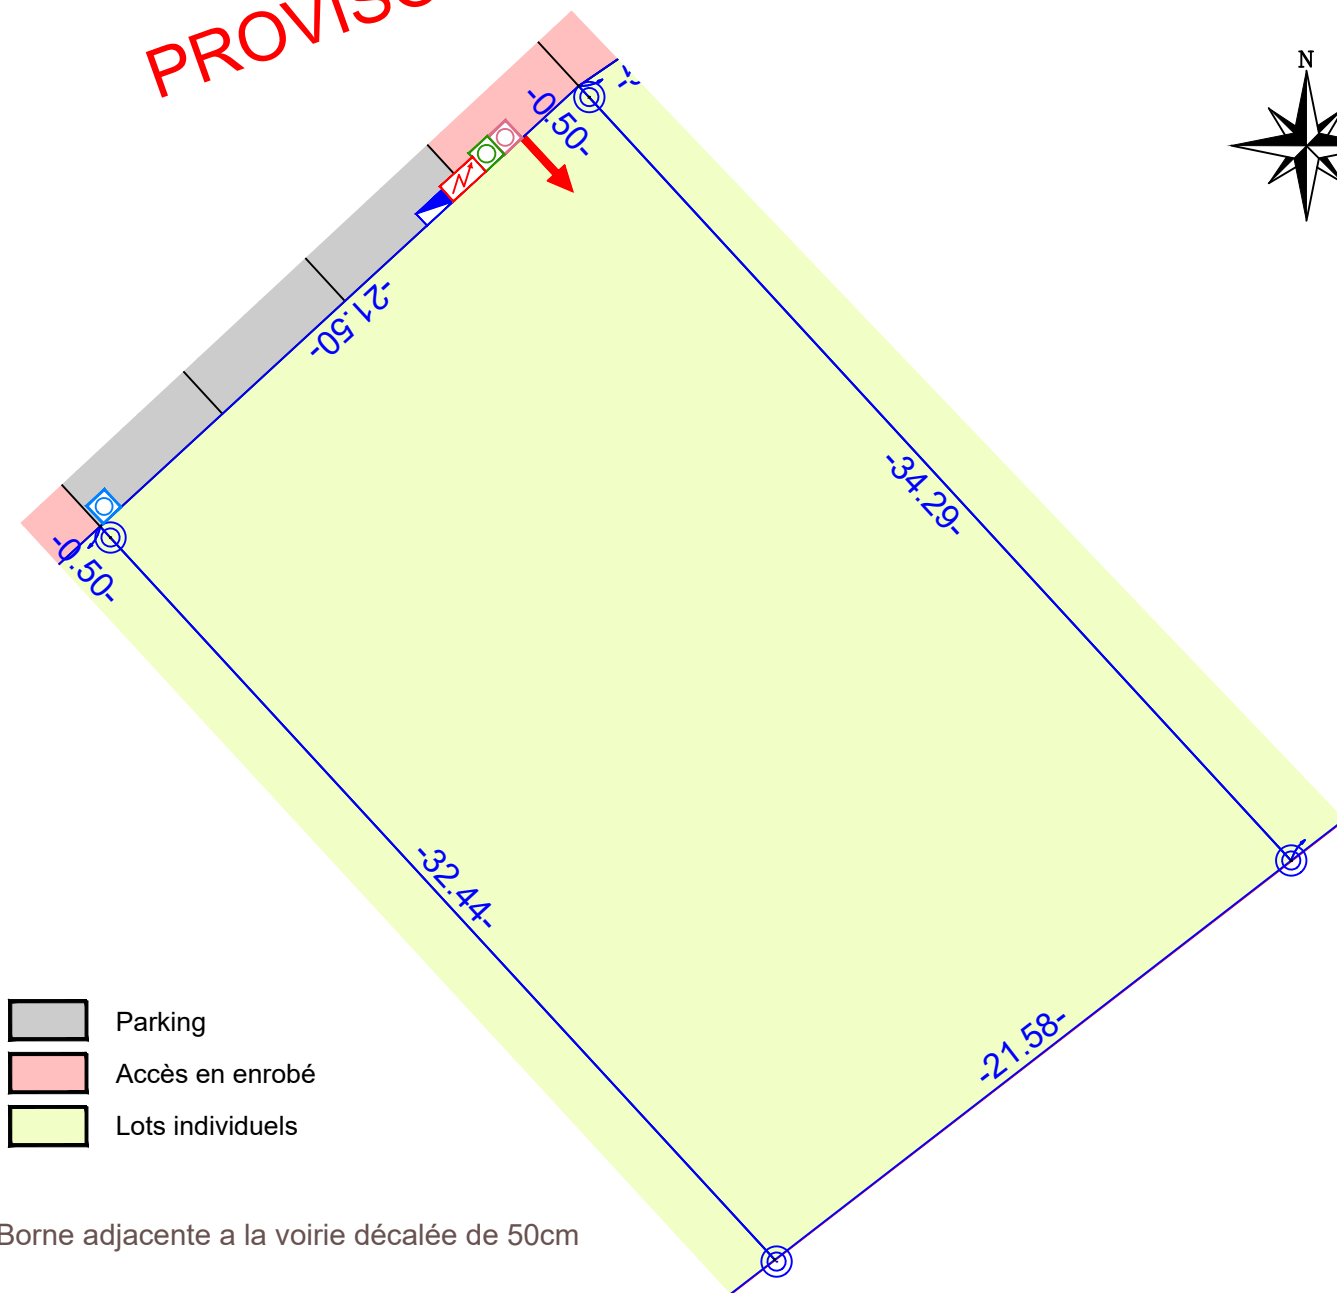 N
-0.50-
-21.50-
-34.29-
-0.50-
-32.44-
-21.58-
Parking
Accès en enrobé
Lots individuels
Borne adjacente a la voirie décalée de 50cm